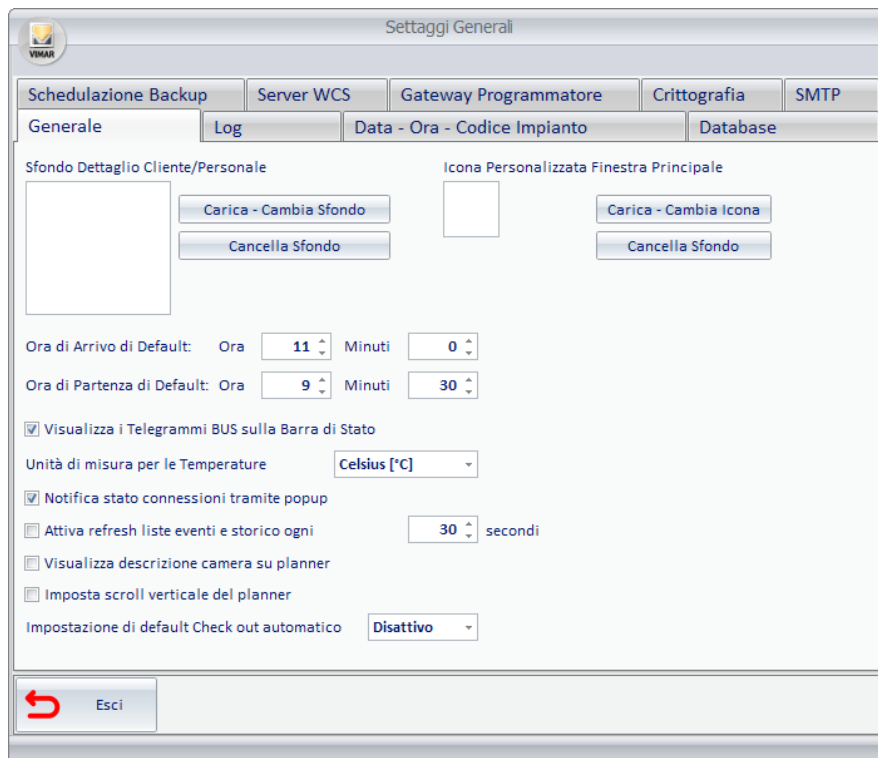 Settaggi Generali
VIMAR
Schedulazione Backup Server WCS Gateway Programmatore Crittografia SMTP
Generale Log Data - Ora - Codice Impianto Database
Sfondo Dettaglio Cliente/Personale Icona Personalizzata Finestra Principale
Carica - Cambia Sfondo Carica - Cambia Icona
Cancella Sfondo Cancella Sfondo
Ora di Arrivo di Default: Ora 11 Minuti 0
Ora di Partenza di Default: Ora 9 Minuti 30
Visualizza i Telegrammi BUS sulla Barra di Stato
Unità di misura per le Temperature Celsius [°C]
Notifica stato connessioni tramite popup
Attiva refresh liste eventi e storico ogni 30 secondi
Visualizza descrizione camera su planner
Imposta scroll verticale del planner
Impostazione di default Check out automatico Disattivo
Esci